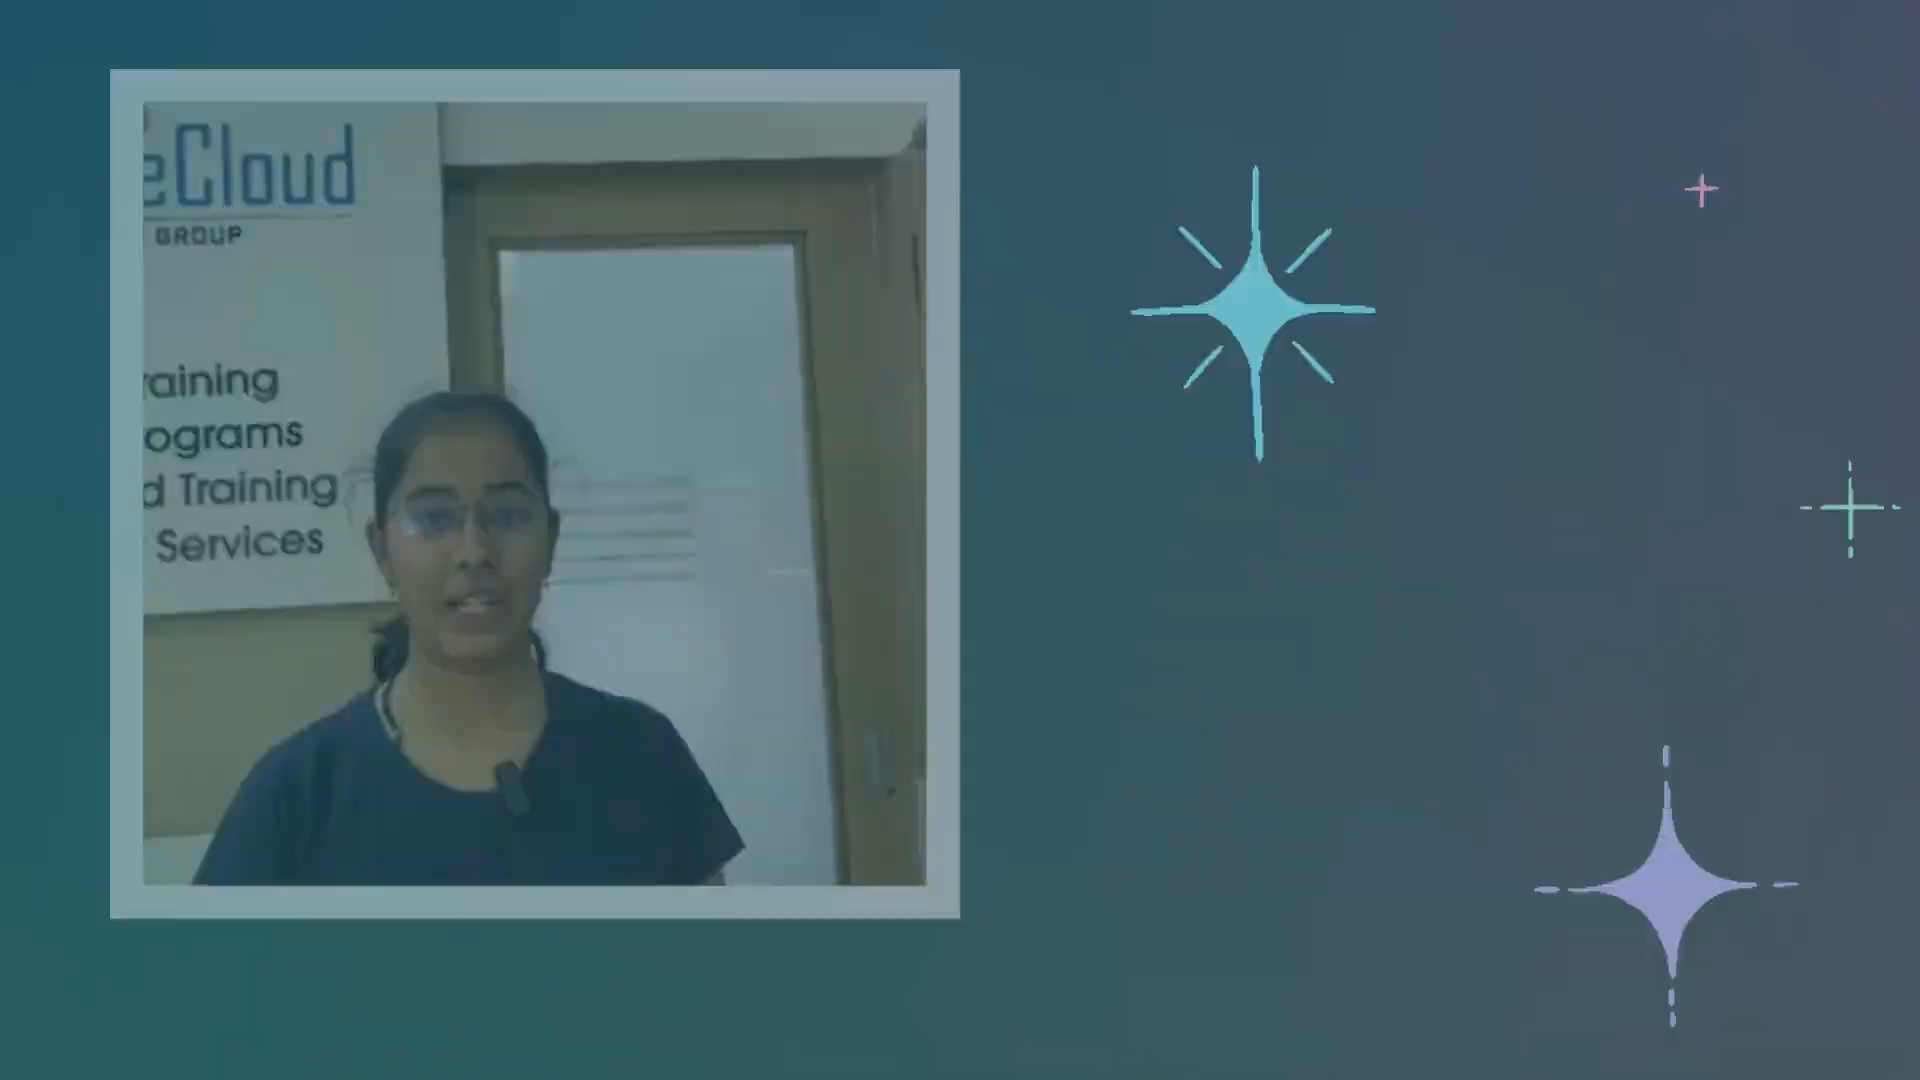 eCloud
GROUP
raining
ograms
d Training
Services